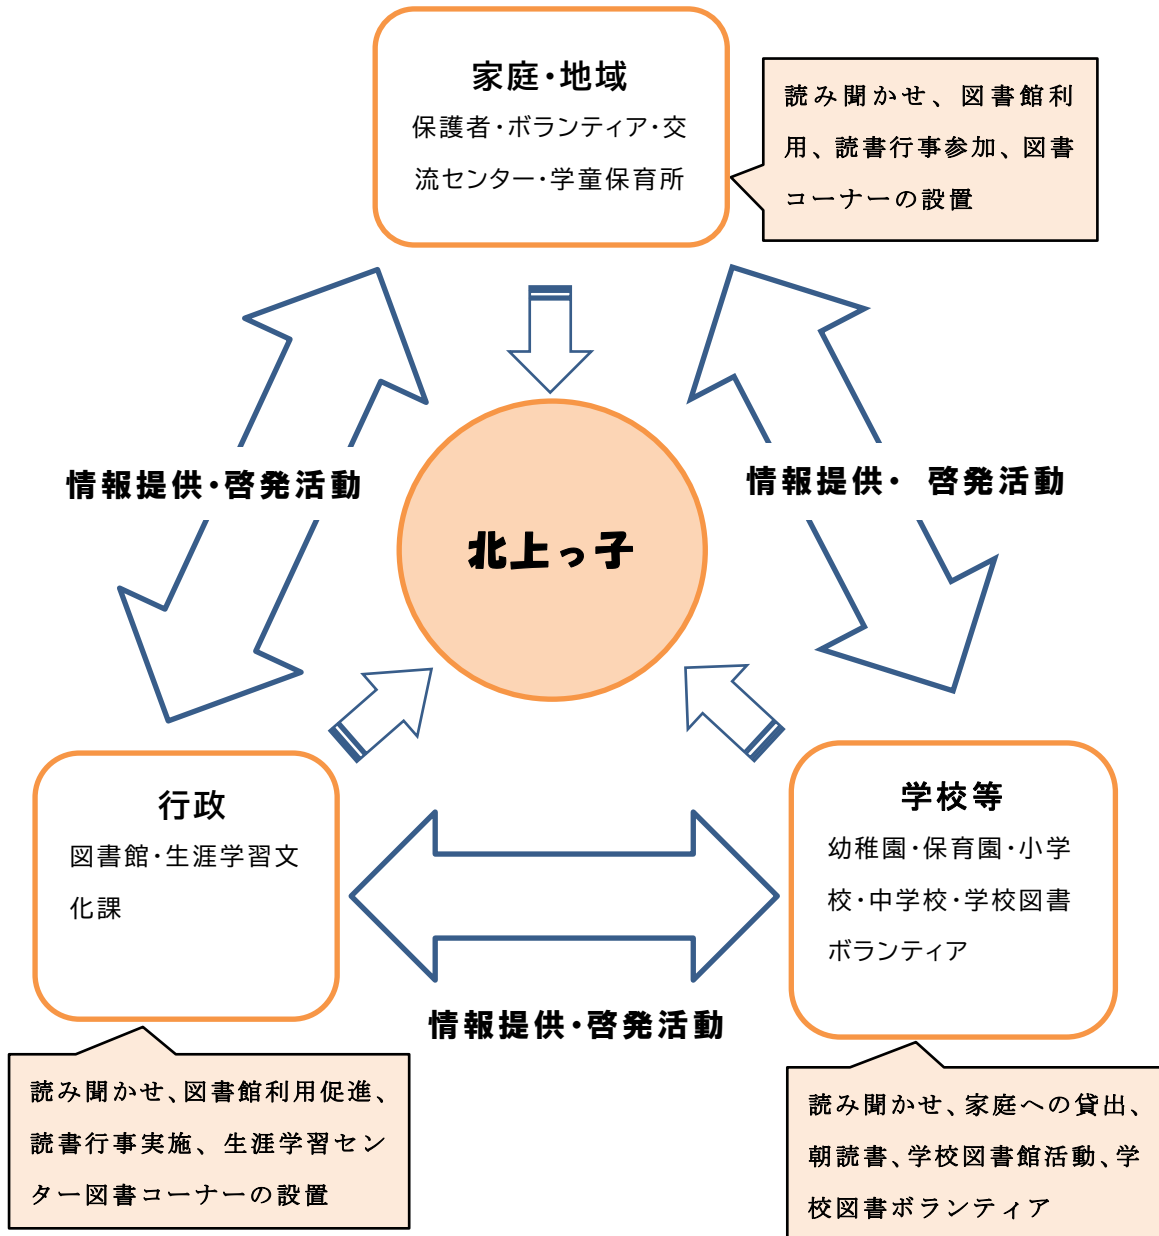 家庭・地域
保護者・ボランティア・交
流センター・学童保育所
読み聞かせ、図書館利
用、読書行事参加、図書
コーナーの設置
情報提供・啓発活動
情報提供・ 啓発活動
北上っ子
行政
図書館・生涯学習文
化課
学校等
幼稚園・保育園・小学
校・中学校・学校図書
ボランティア
情報提供・啓発活動
読み聞かせ、図書館利用促進、
読書行事実施、生涯学習セン
ター図書コーナーの設置
読み聞かせ、家庭への貸出、
朝読書、学校図書館活動、学
校図書ボランティア